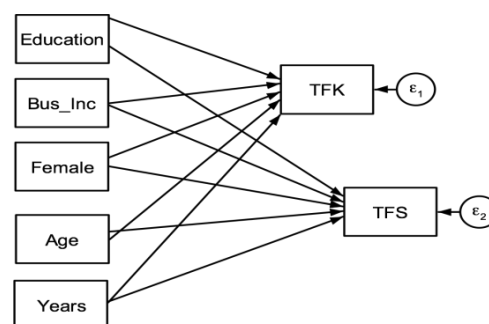 Education
Bus_Inc
Female
Age
Years
TFK
ε1
TFS
ε2